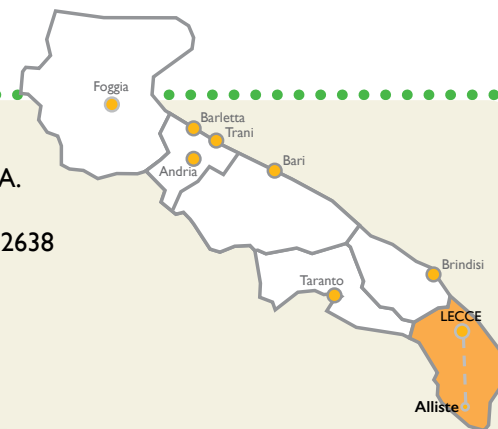 Foggia
Barletta
Trani
Andria
Bari
A.
2638
Brindisi
Taranto
LECCE
Alliste